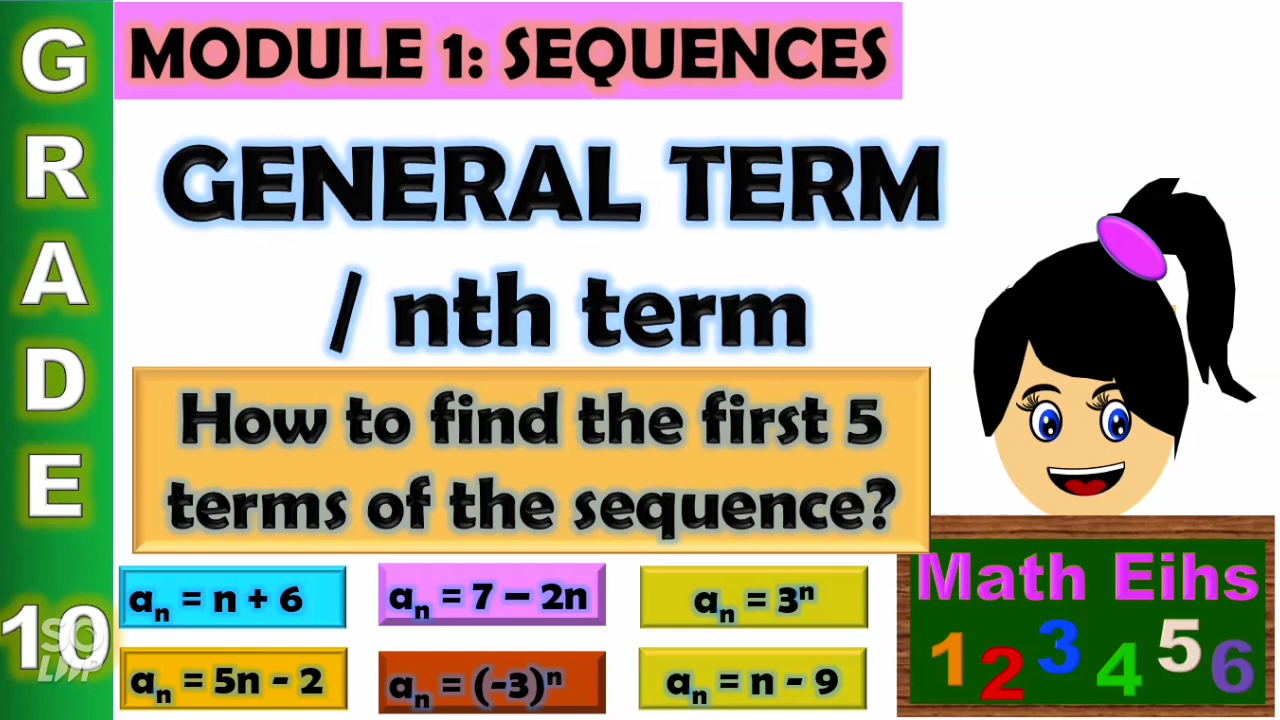 GRADE
10
MODULE 1: SEQUENCES
GENERAL TERM
/ nth term
How to find the first 5
terms of the sequence?
aₙ = n + 6
aₙ = 7 – 2n
aₙ = 3ⁿ
aₙ = 5n - 2
aₙ = (-3)ⁿ
aₙ = n - 9
Math Eihs
1 2 3 4 5 6